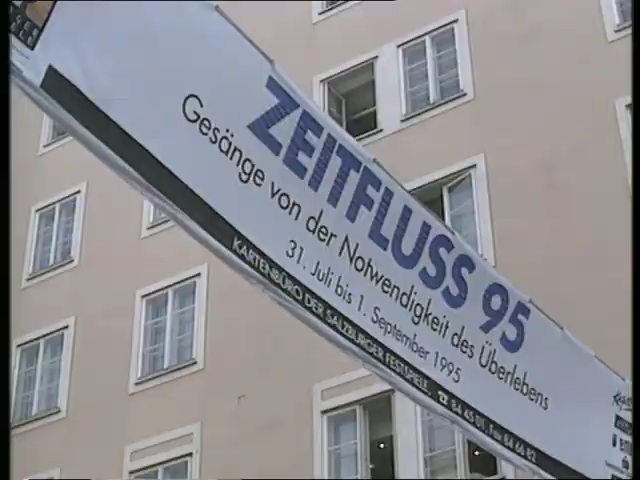 ZEITFLUSS 95
Gesänge von der Notwendigkeit des Überlebens
31. Juli bis 1. September 1995
KARTENBÜRO DER SALZBURGER FESTSPIELE, ☎ 84 45 01, Fax 84 66 82